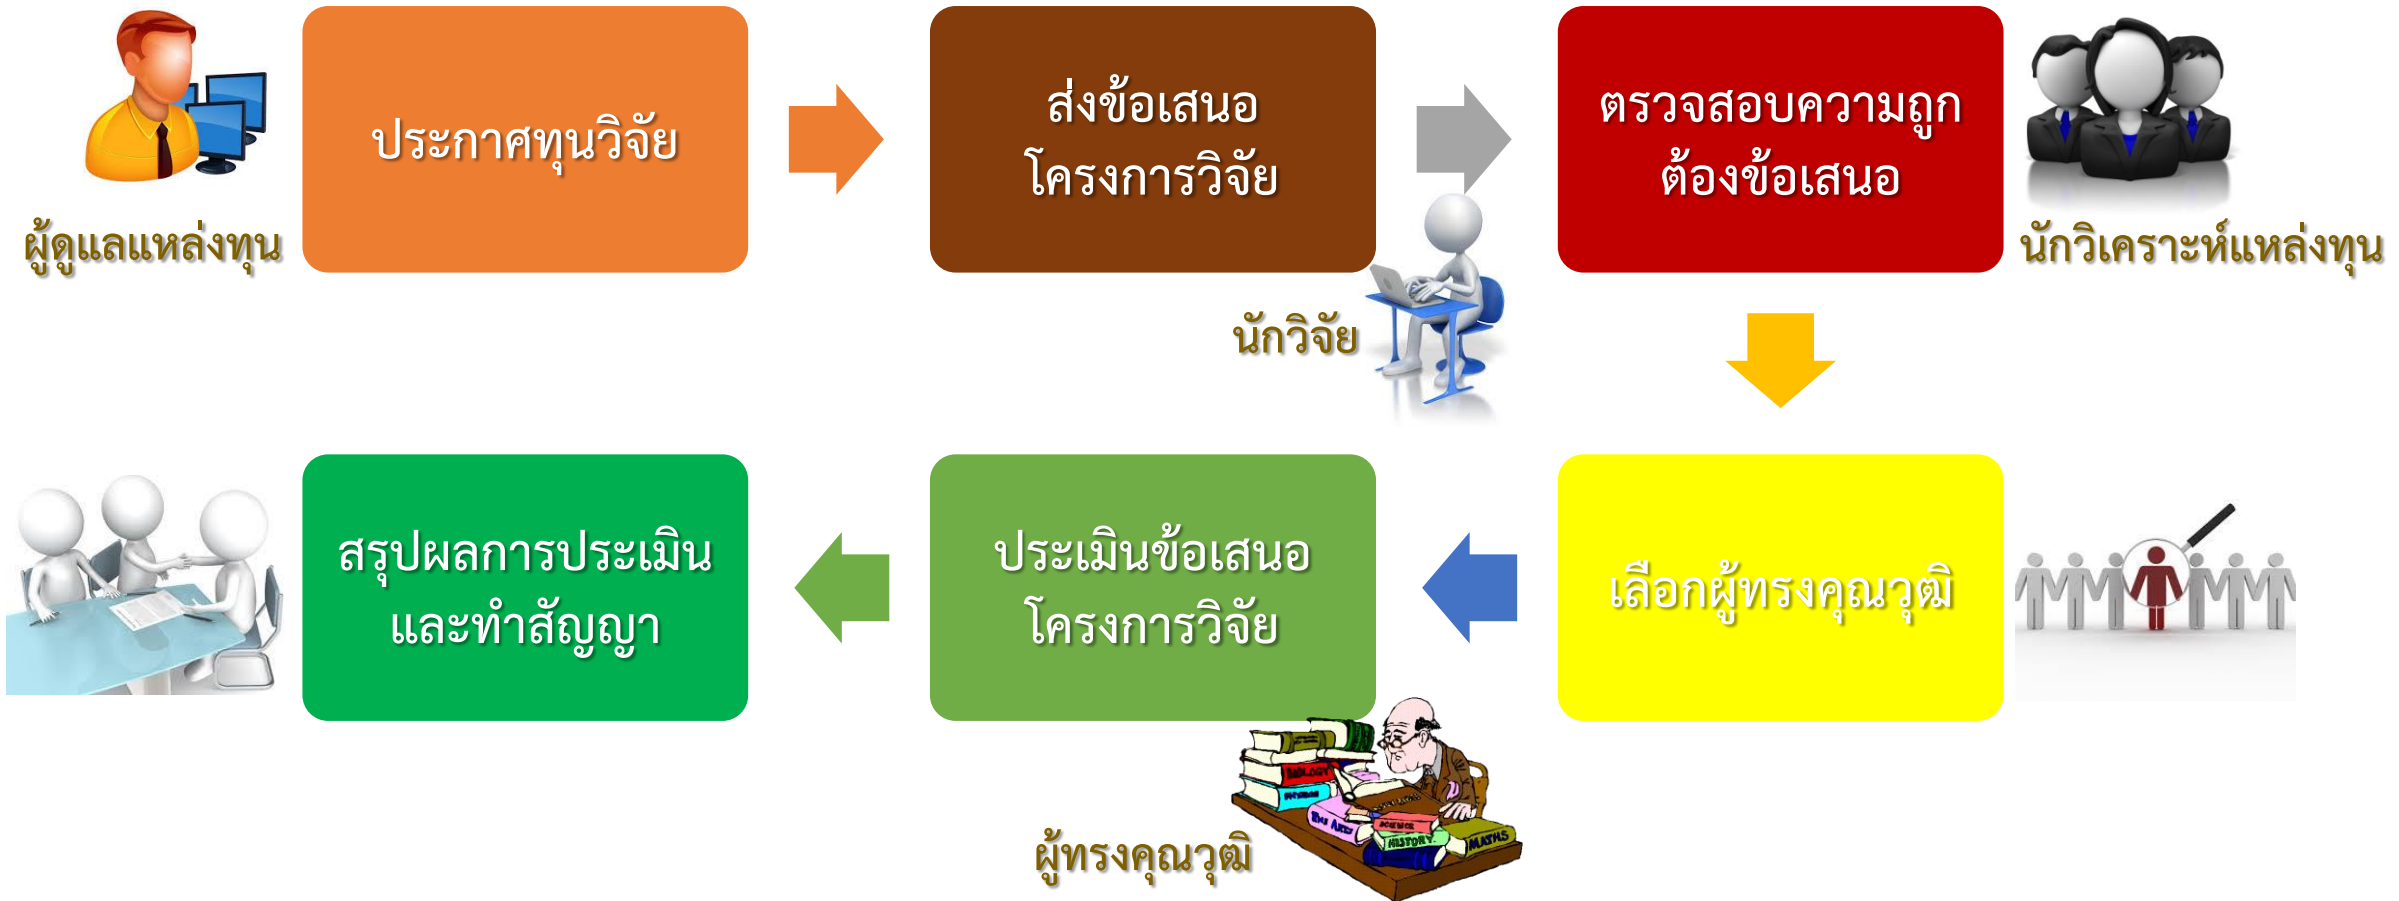 ประกาศทุนวิจัย
ส่งข้อเสนอ
โครงการวิจัย
ตรวจสอบความถูก
ต้องข้อเสนอ
ผู้ดูแลแหล่งทุน
นักวิจัย
นักวิเคราะห์แหล่งทุน
สรุปผลการประเมิน
และทำสัญญา
ประเมินข้อเสนอ
โครงการวิจัย
เลือกผู้ทรงคุณวุฒิ
ผู้ทรงคุณวุฒิ
BIOLOGY
SCIENCE
HISTORY
MATHS